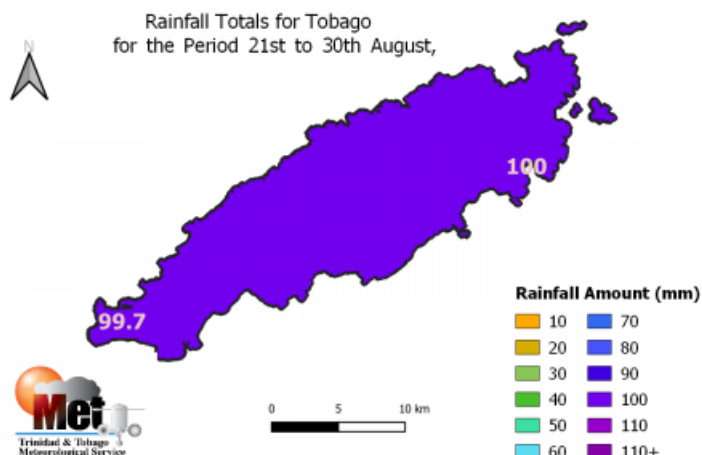 Rainfall Totals for Tobago
for the Period 21st to 30th August,
N
100
99.7
Rainfall Amount (mm)
10 70
20 80
30 90
40 100
50 110
60 110+
0 5 10 km
Met
Trinidad & Tobago
Meteorological Service